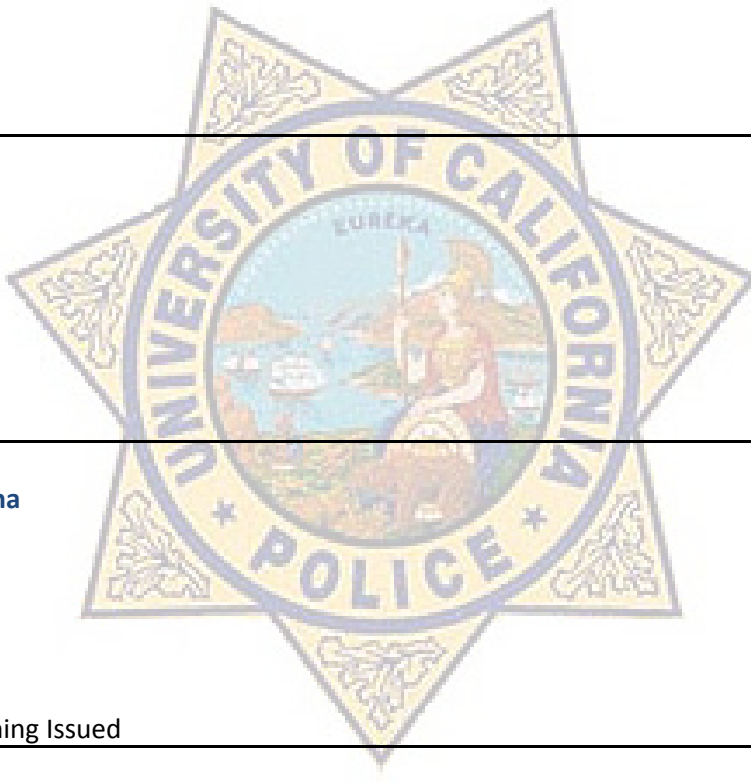 UNIVERSITY OF CALIFORNIA
EUREKA
na
ning Issued
★ POLICE ★